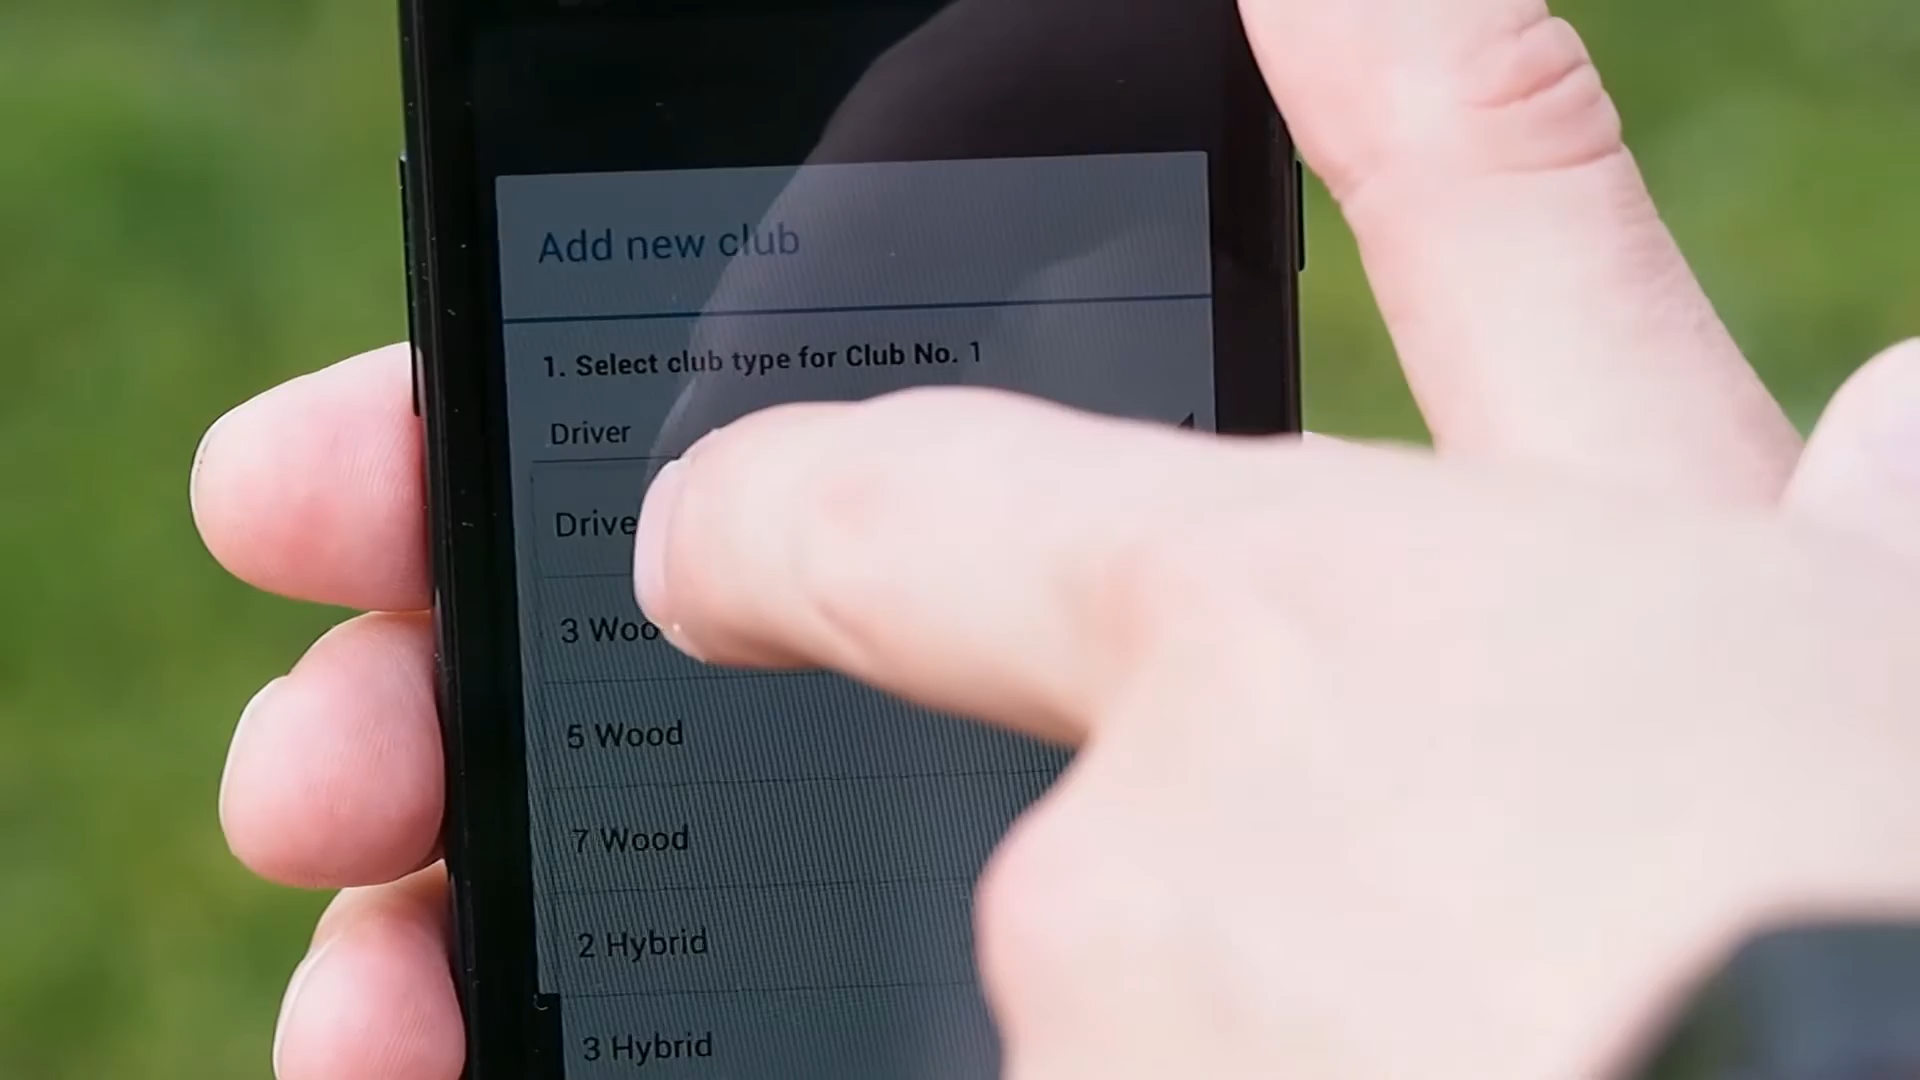 Add new club
1. Select club type for Club No. 1
Driver
Drive
3 Woo
5 Wood
7 Wood
2 Hybrid
3 Hybrid